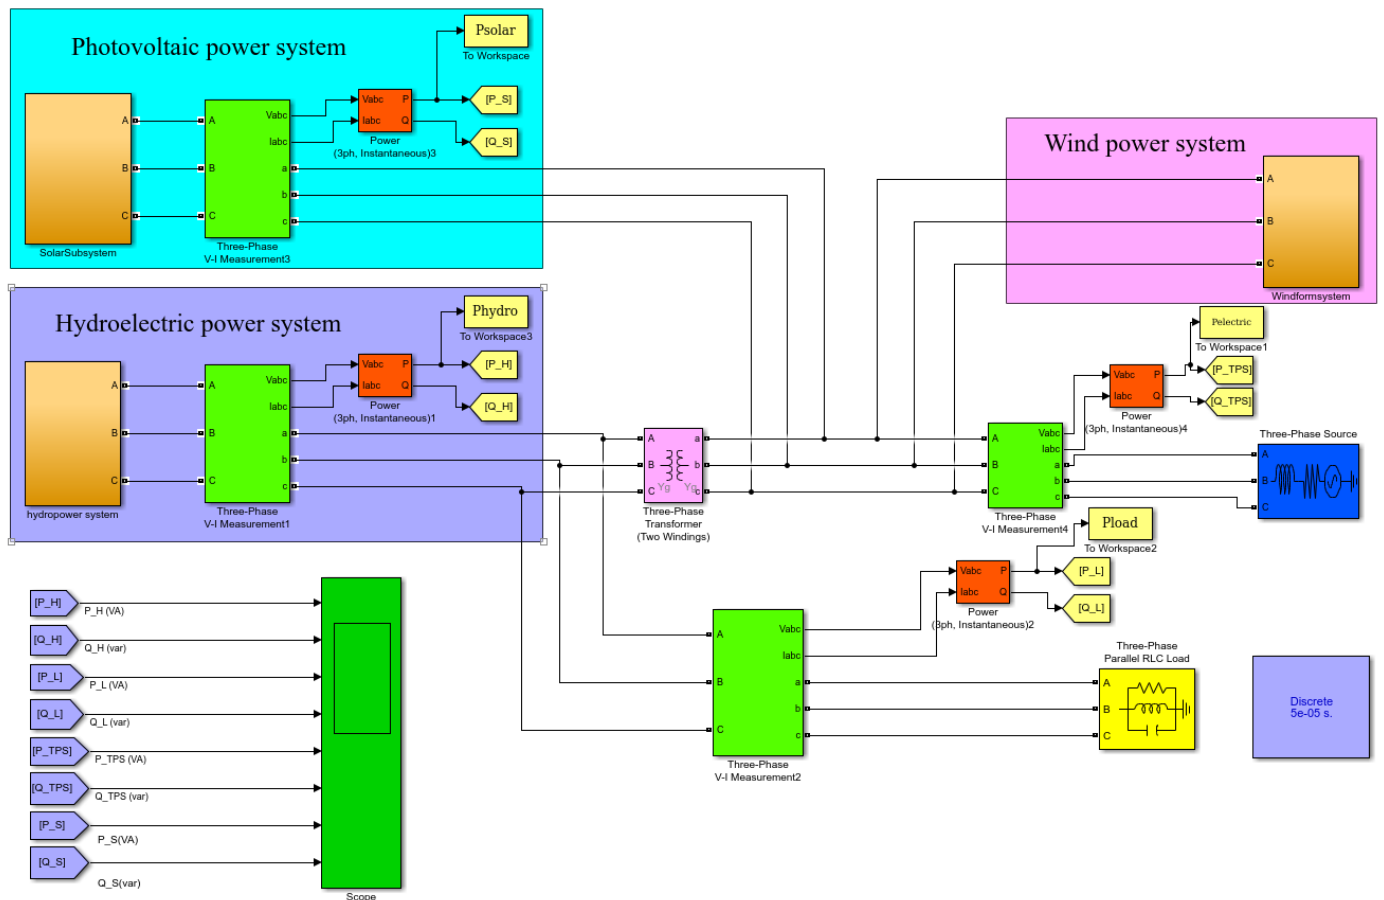 Photovoltaic power system
Psolar
To Workspace
A
B
C
SolarSubsystem
A
B
C
Vabc
Iabc
a
b
c
Three-Phase
V-I Measurement3
Vabc
Iabc
P
Q
Power
(3ph, Instantaneous)3
[P_S]
[Q_S]
Wind power system
A
B
C
Windformsystem
Hydroelectric power system
Phydro
To Workspace3
A
B
C
hydropower system
A
B
C
Vabc
Iabc
a
b
c
Three-Phase
V-I Measurement1
Vabc
Iabc
P
Q
Power
(3ph, Instantaneous)1
[P_H]
[Q_H]
A
B
C
a
b
c
Yg
Yg
Three-Phase
Transformer
(Two Windings)
Pelectric
To Workspace1
Vabc
Iabc
P
Q
Power
(3ph, Instantaneous)4
[P_TPS]
[Q_TPS]
A
B
C
Vabc
Iabc
a
b
c
Three-Phase
V-I Measurement4
Three-Phase Source
A
B
C
Pload
To Workspace2
Vabc
Iabc
P
Q
Power
(3ph, Instantaneous)2
[P_L]
[Q_L]
A
B
C
Vabc
Iabc
a
b
c
Three-Phase
V-I Measurement2
Three-Phase
Parallel RLC Load
A
B
C
Discrete
5e-05 s.
[P_H]
P_H (VA)
[Q_H]
Q_H (var)
[P_L]
P_L (VA)
[Q_L]
Q_L (var)
[P_TPS]
P_TPS (VA)
[Q_TPS]
Q_TPS (var)
[P_S]
P_S(VA)
[Q_S]
Q_S(var)
Scope